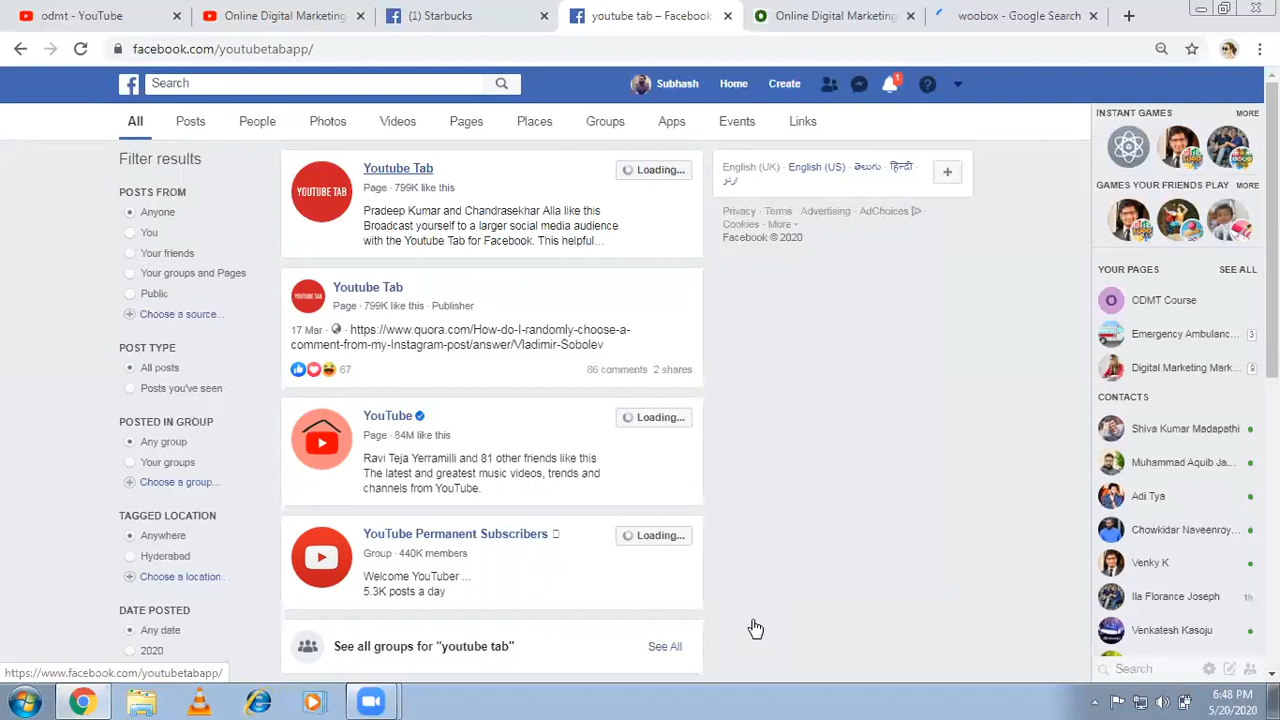 odmt - YouTube
Online Digital Marketing
(1) Starbucks
youtube tab – Facebook
Online Digital Marketing
woobox - Google Search
facebook.com/youtubetabapp/
Search
Subhash
Home
Create
1
All
Posts
People
Photos
Videos
Pages
Places
Groups
Apps
Events
Links
Filter results
POSTS FROM
Anyone
You
Your friends
Your groups and Pages
Public
Choose a source...
POST TYPE
All posts
Posts you've seen
POSTED IN GROUP
Any group
Your groups
Choose a group...
TAGGED LOCATION
Anywhere
Hyderabad
Choose a location...
DATE POSTED
Any date
2020
YOUTUBE TAB
Youtube Tab
Loading...
Page · 799K like this
Pradeep Kumar and Chandrasekhar Alla like this
Broadcast yourself to a larger social media audience
with the Youtube Tab for Facebook. This helpful...
YOUTUBE TAB
Youtube Tab
Page · 799K like this · Publisher
17 Mar · https://www.quora.com/How-do-I-randomly-choose-a-
comment-from-my-Instagram-post/answer/Vladimir-Sobolev
67
86 comments 2 shares
YouTube
Loading...
Page · 84M like this
Ravi Teja Yerramilli and 81 other friends like this
The latest and greatest music videos, trends and
channels from YouTube.
YouTube Permanent Subscribers
Loading...
Group · 440K members
Welcome YouTuber ...
5.3K posts a day
See all groups for "youtube tab"
See All
English (UK) · English (US) · తెలుగు · हिन्दी ·
اردو
Privacy · Terms · Advertising · AdChoices ·
Cookies · More
Facebook © 2020
INSTANT GAMES
MORE
GAMES YOUR FRIENDS PLAY
MORE
YOUR PAGES
SEE ALL
ODMT Course
Emergency Ambulanc... 3
Digital Marketing Mark... 9
CONTACTS
Shiva Kumar Madapathi
Muhammad Aquib Ja...
Adi Tya
Chowkidar Naveenroy...
Venky K
Ila Florance Joseph 1h
Venkatesh Kasoju
Search
https://www.facebook.com/youtubetabapp/
6:48 PM
5/20/2020